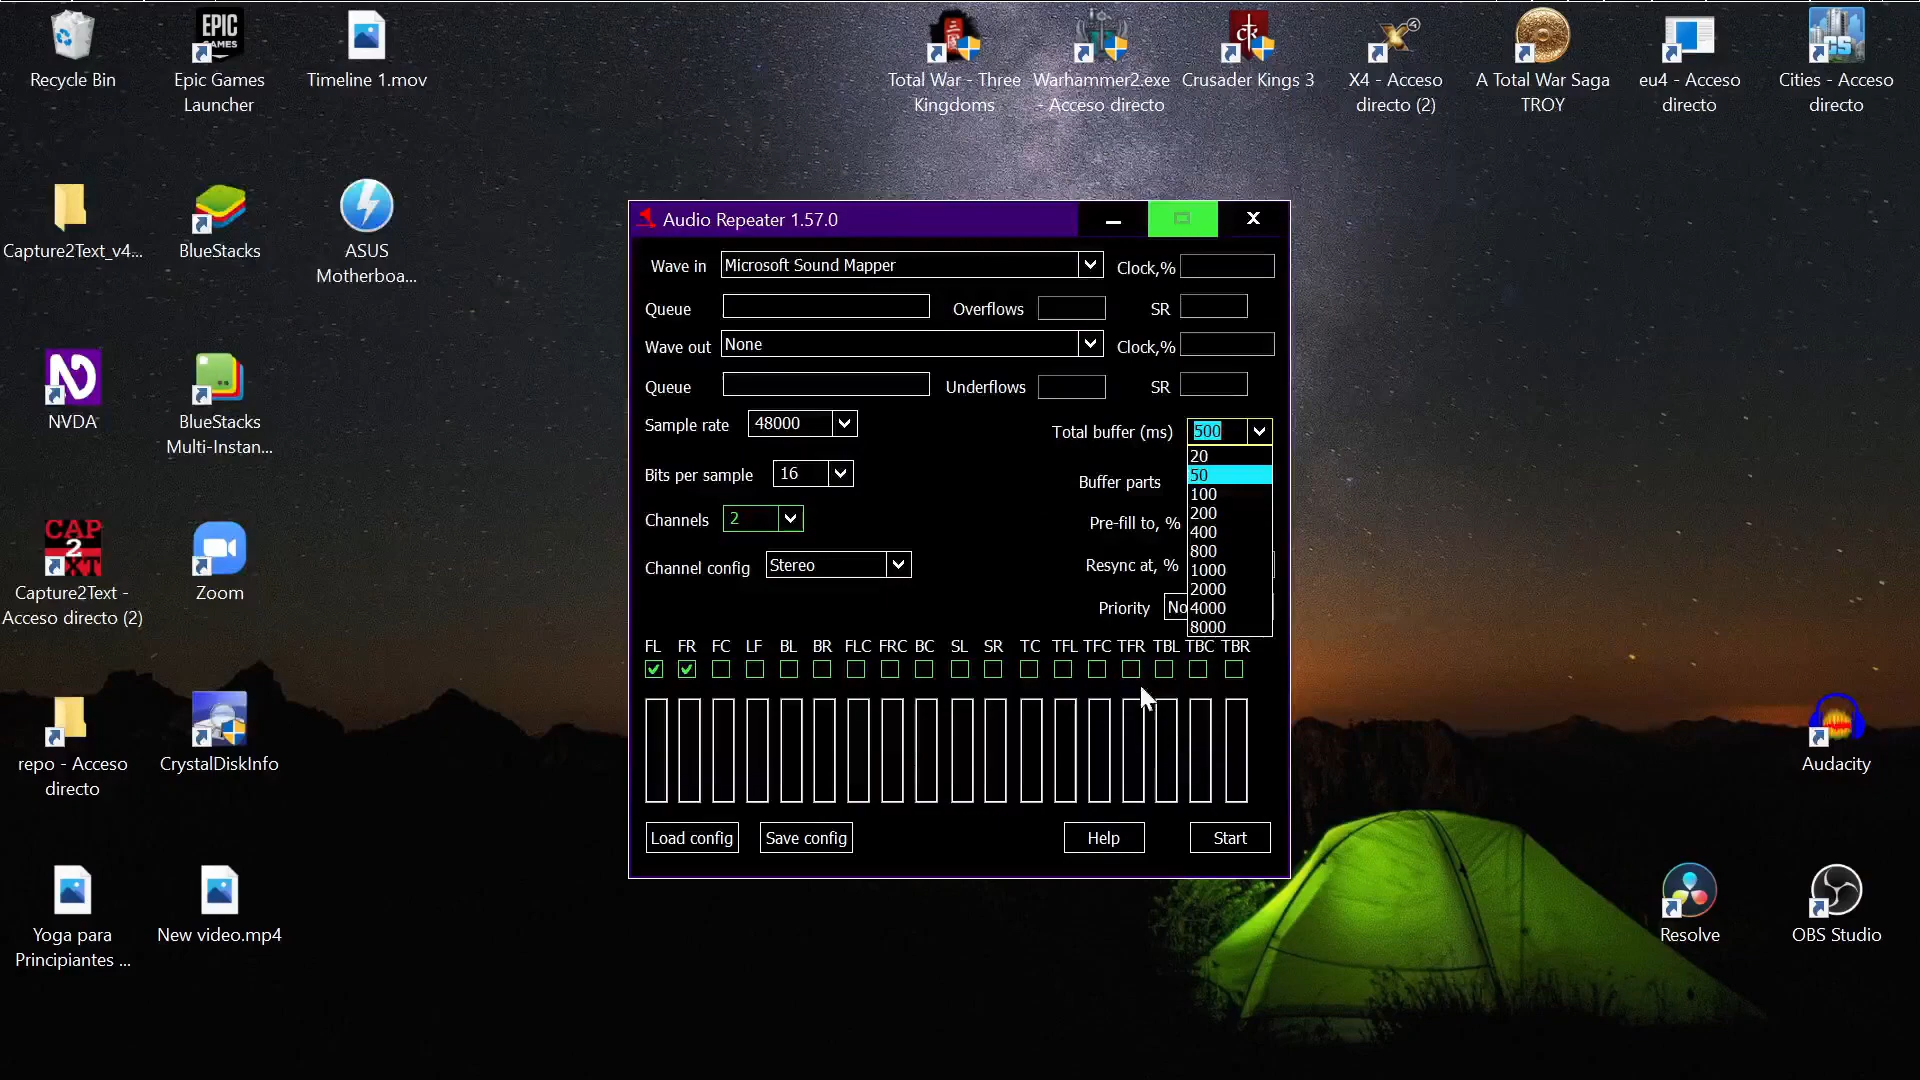 Recycle Bin
Epic Games
Launcher
Timeline 1.mov
Total War - Three
Kingdoms
Warhammer2.exe
- Acceso directo
Crusader Kings 3
X4 - Acceso
directo (2)
A Total War Saga
TROY
eu4 - Acceso
directo
Cities - Acceso
directo
EPIC
GAMES
CS
Capture2Text_v4...
BlueStacks
ASUS
Motherboa...
NVDA
BlueStacks
Multi-Instan...
CAP
2
TXT
Capture2Text -
Acceso directo (2)
Zoom
repo - Acceso
directo
CrystalDiskInfo
Yoga para
Principiantes ...
New video.mp4
Audio Repeater 1.57.0
Wave in
Microsoft Sound Mapper
Clock,%
Queue
Overflows
SR
Wave out
None
Clock,%
Queue
Underflows
SR
Sample rate
48000
Total buffer (ms)
500
20
50
100
200
400
800
1000
2000
4000
8000
Bits per sample
16
Buffer parts
Channels
2
Pre-fill to, %
Channel config
Stereo
Resync at, %
Priority
No
FL FR FC LF BL BR FLC FRC BC SL SR TC TFL TFC TFR TBL TBC TBR
Load config
Save config
Help
Start
Audacity
Resolve
OBS Studio